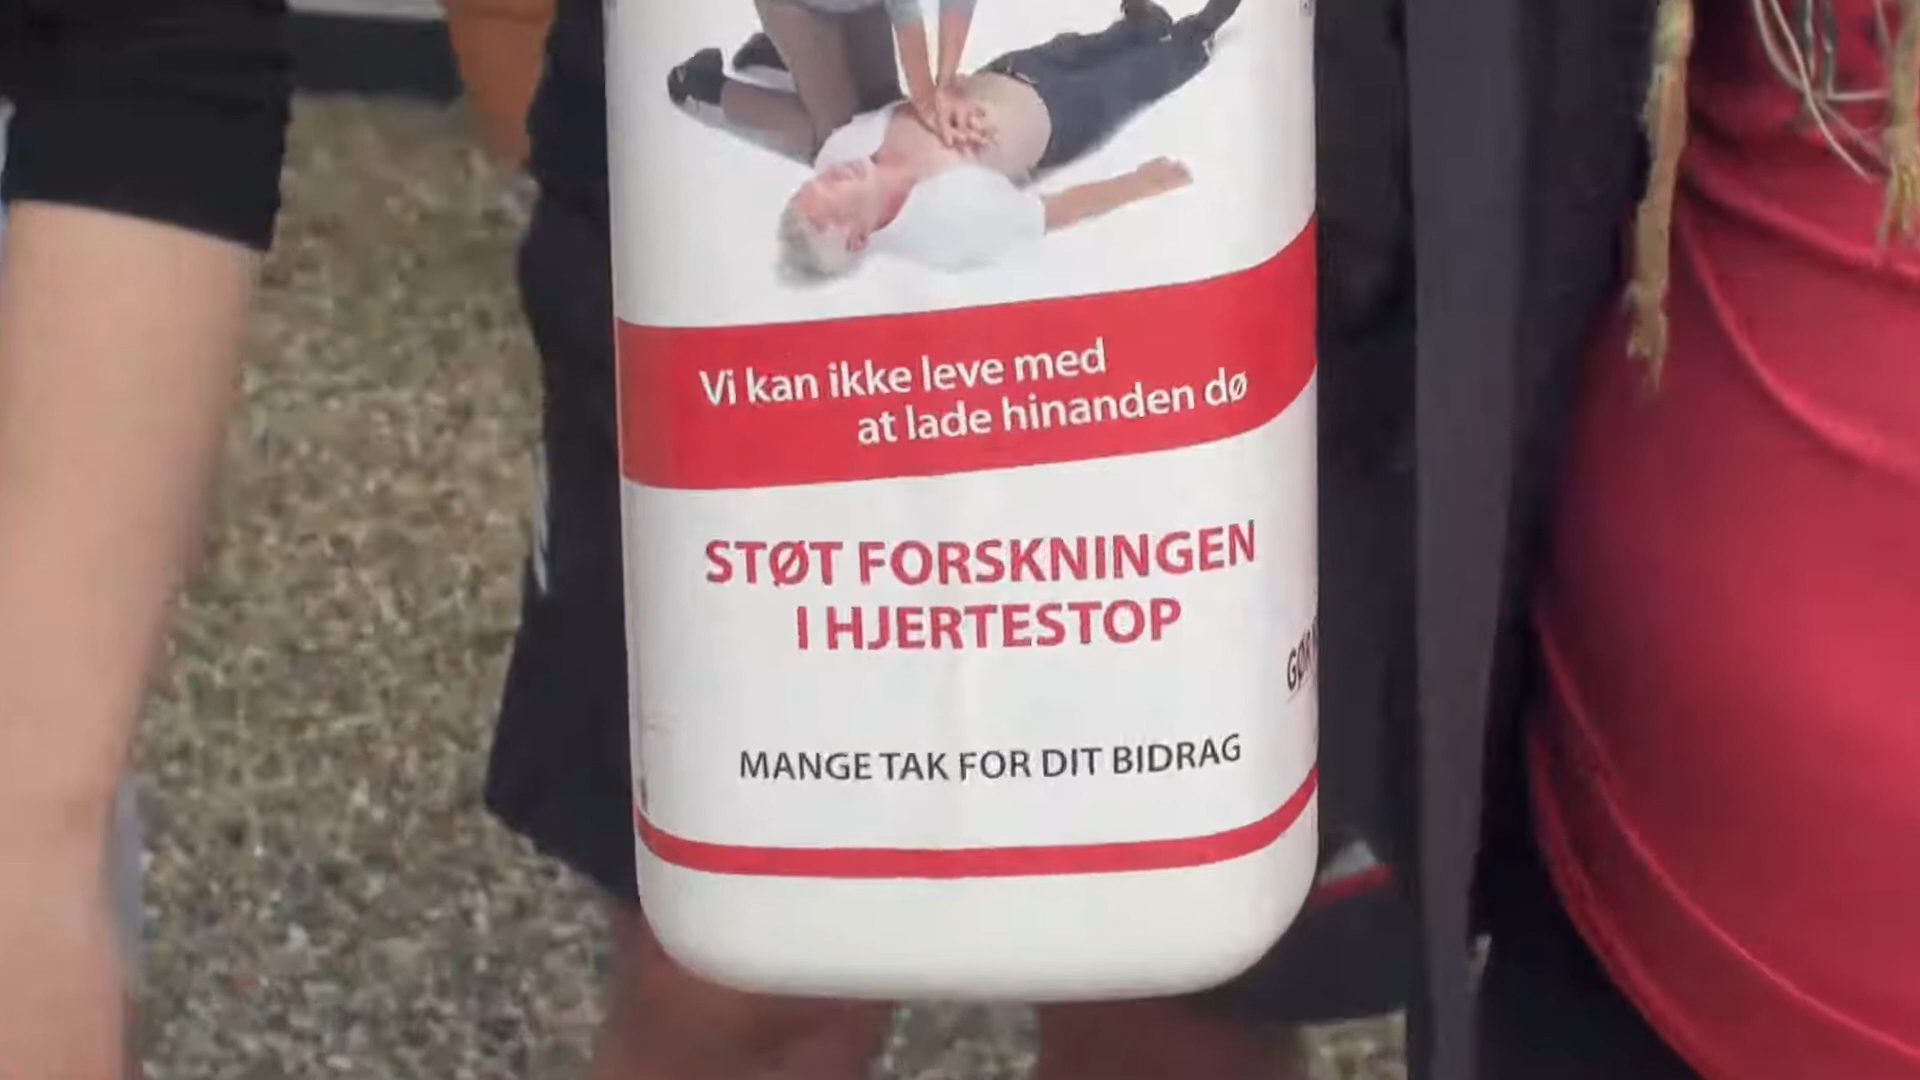 Vi kan ikke leve med
at lade hinanden dø
STØT FORSKNINGEN
I HJERTESTOP
MANGE TAK FOR DIT BIDRAG